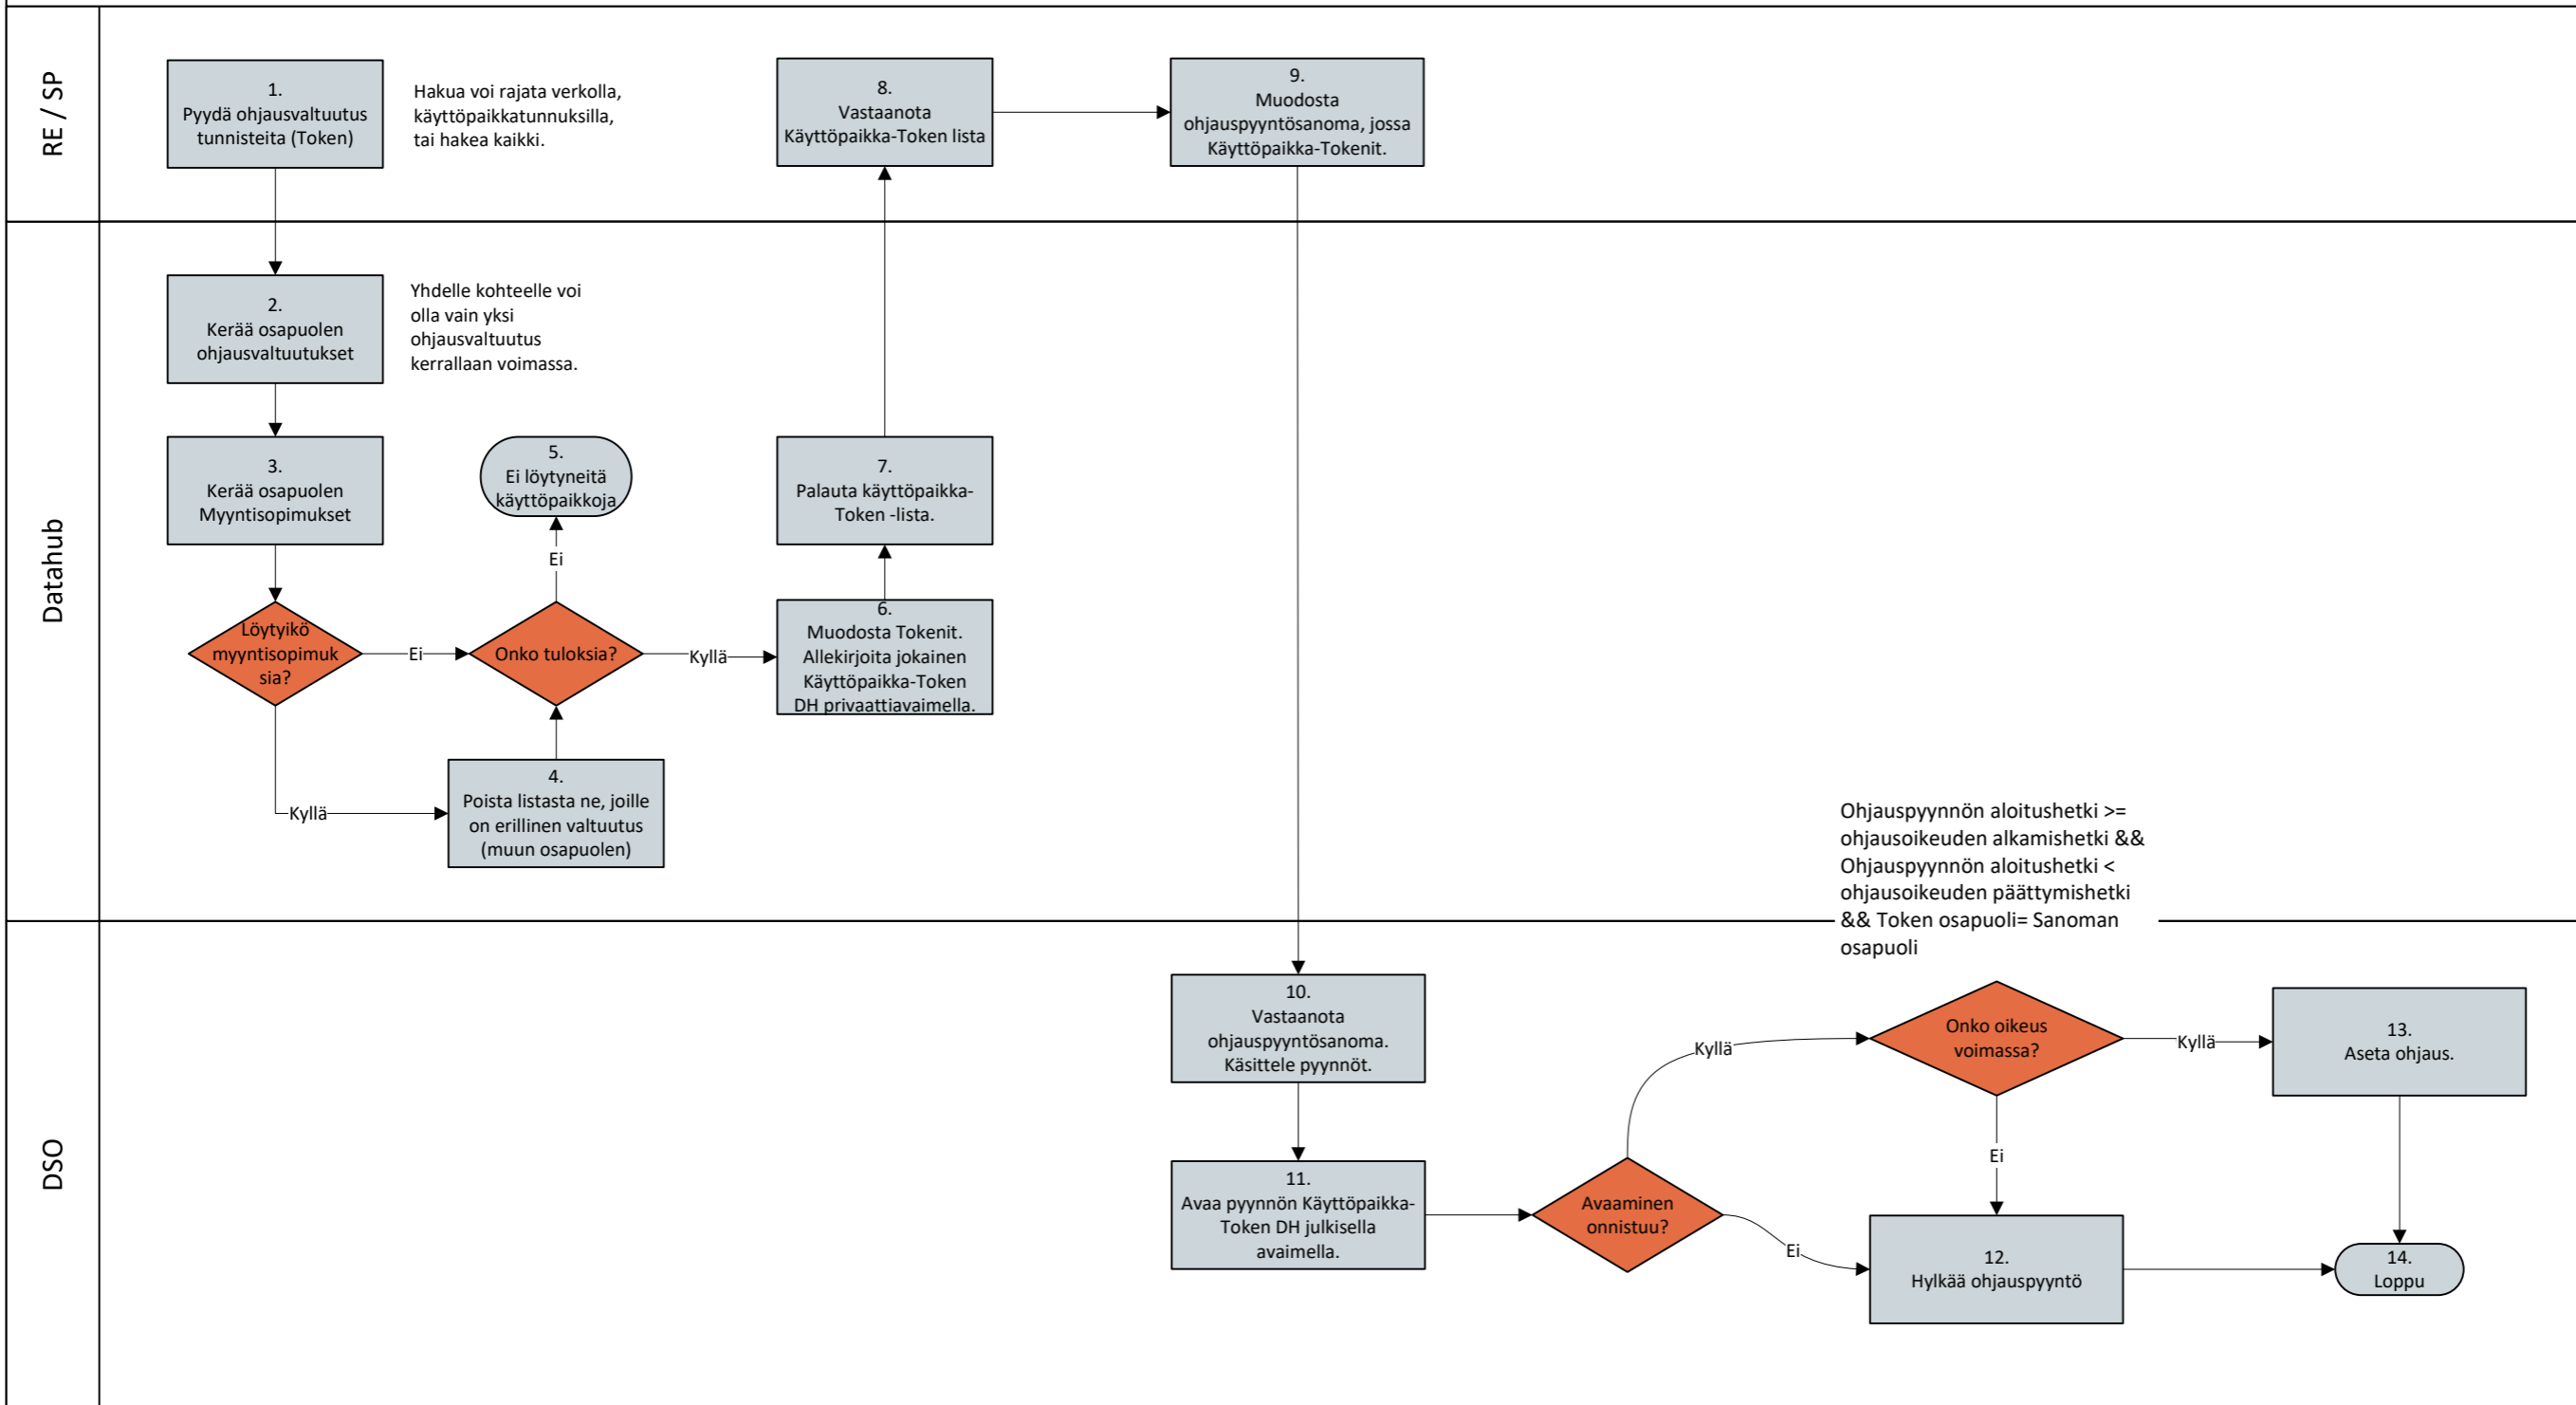 RE / SP
1.
Pyydä ohjausvaltuutus
tunnisteita (Token)
Hakua voi rajata verkolla,
käyttöpaikkatunnuksilla,
tai hakea kaikki.
8.
Vastaanota
Käyttöpaikka-Token lista
9.
Muodosta
ohjauspyyntösanoma, jossa
Käyttöpaikka-Tokenit.
Datahub
2.
Kerää osapuolen
ohjausvaltuutukset
Yhdelle kohteelle voi
olla vain yksi
ohjausvaltuutus
kerrallaan voimassa.
3.
Kerää osapuolen
Myyntisopimukset
5.
Ei löytyneitä
käyttöpaikkoja
7.
Palauta käyttöpaikka-
Token -lista.
Ei
Löytyikö
myyntisopimuk
sia?
Ei
Onko tuloksia?
Kyllä
6.
Muodosta Tokenit.
Allekirjoita jokainen
Käyttöpaikka-Token
DH privaattiavaimella.
Kyllä
4.
Poista listasta ne, joille
on erillinen valtuutus
(muun osapuolen)
Ohjauspyynnön aloitushetki >=
ohjausoikeuden alkamishetki &&
Ohjauspyynnön aloitushetki <
ohjausoikeuden päättymishetki
&& Token osapuoli= Sanoman
osapuoli
DSO
10.
Vastaanota
ohjauspyyntösanoma.
Käsittele pyynnöt.
Kyllä
Onko oikeus
voimassa?
Kyllä
13.
Aseta ohjaus.
Ei
11.
Avaa pyynnön Käyttöpaikka-
Token DH julkisella
avaimella.
Avaaminen
onnistuu?
Ei
12.
Hylkää ohjauspyyntö
14.
Loppu